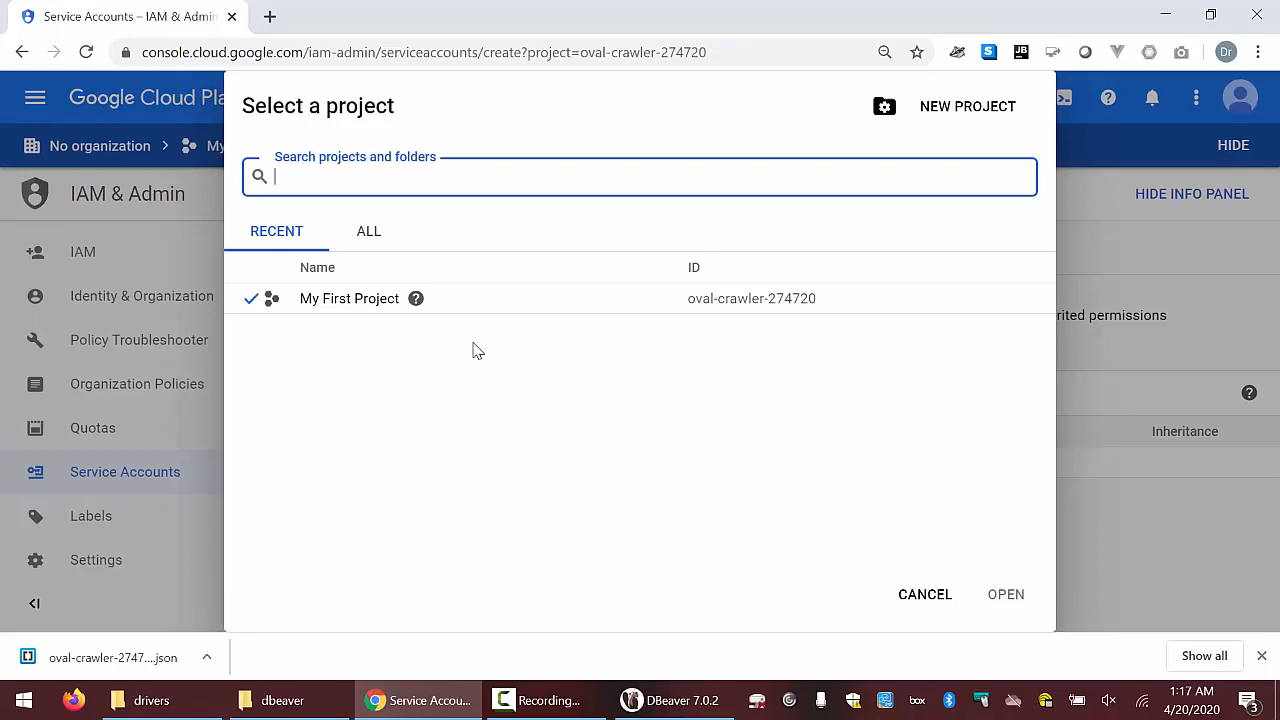 Service Accounts – IAM & Admin
console.cloud.google.com/iam-admin/serviceaccounts/create?project=oval-crawler-274720
Dr
Google Cloud Pla
No organization
My
HIDE
Select a project
NEW PROJECT
Search projects and folders
RECENT
ALL
Name
ID
My First Project
oval-crawler-274720
CANCEL
OPEN
IAM & Admin
HIDE INFO PANEL
IAM
Identity & Organization
Policy Troubleshooter
rited permissions
Organization Policies
Quotas
Inheritance
Service Accounts
Labels
Settings
oval-crawler-2747....json
Show all
drivers
dbeaver
Service Accou...
Recording...
DBeaver 7.0.2
box
1:17 AM
4/20/2020
3